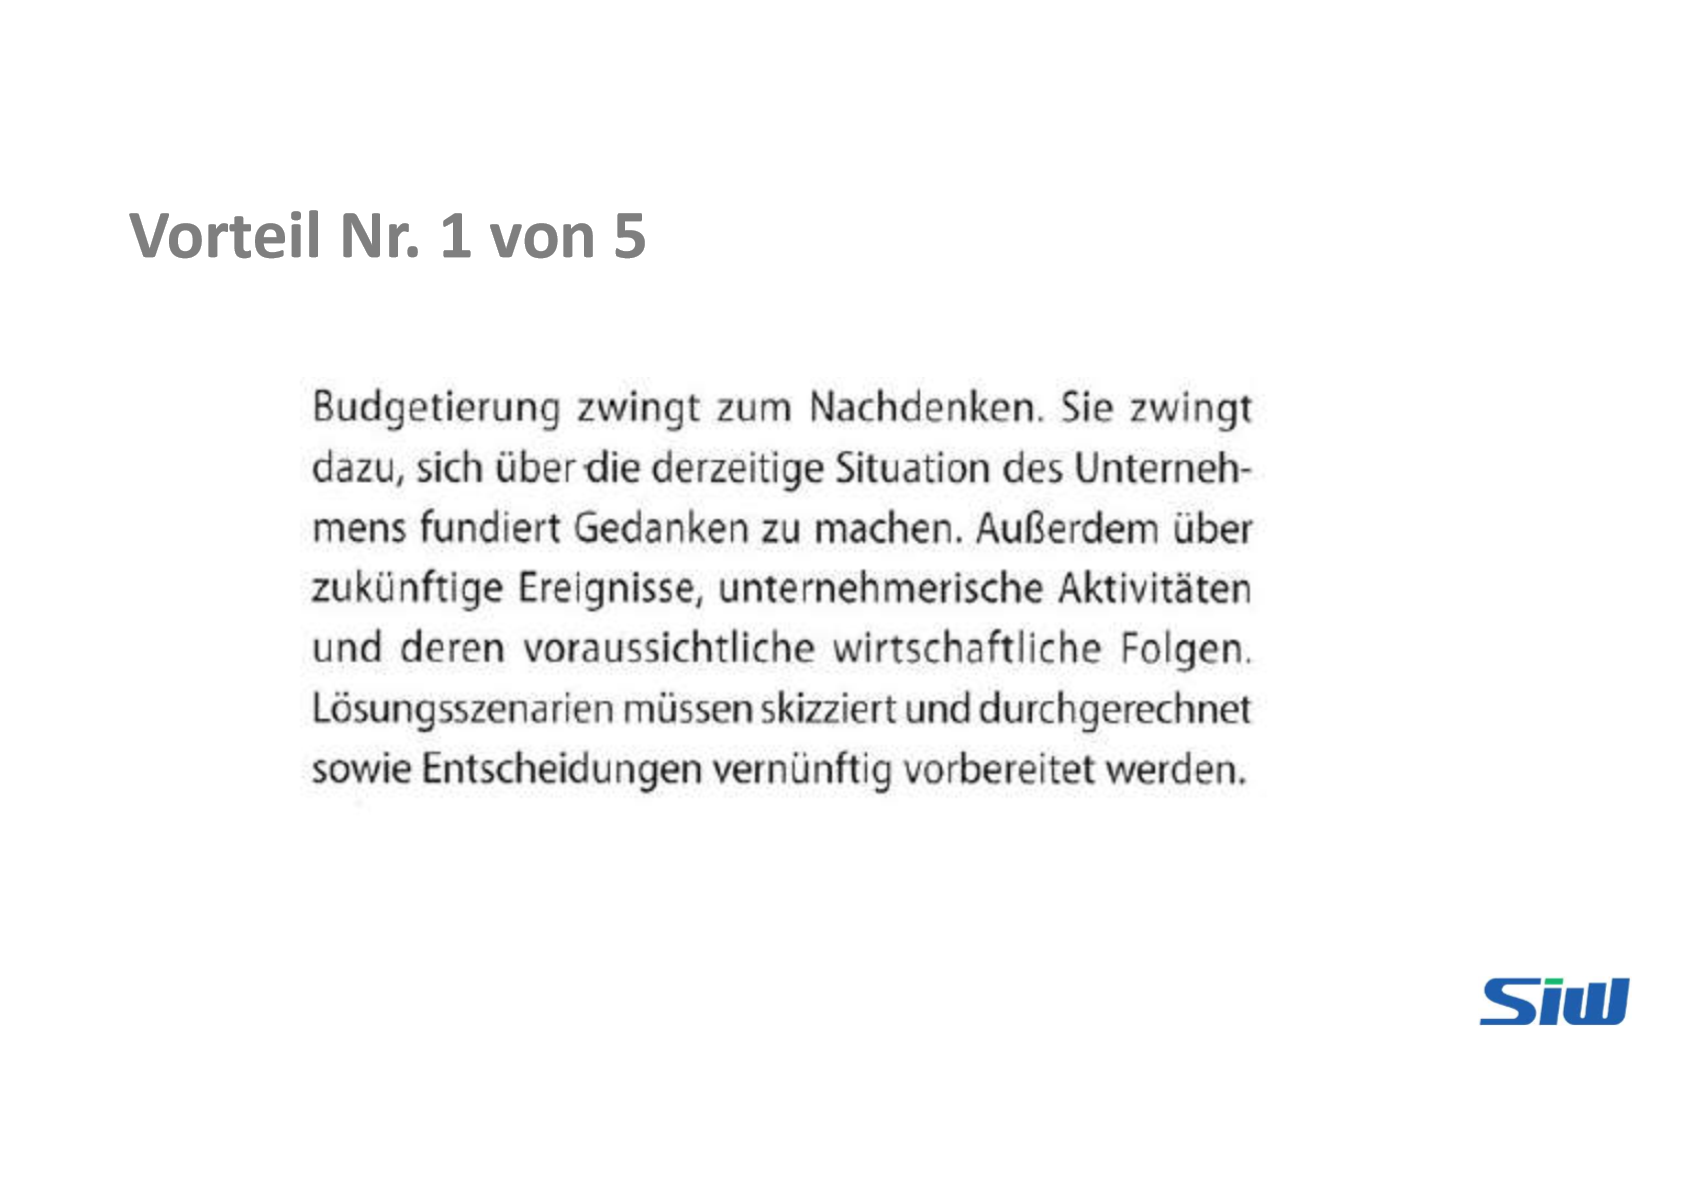 Vorteil Nr. 1 von 5
Budgetierung zwingt zum Nachdenken. Sie zwingt
dazu, sich über die derzeitige Situation des Unterneh-
mens fundiert Gedanken zu machen. Außerdem über
zukünftige Ereignisse, unternehmerische Aktivitäten
und deren voraussichtliche wirtschaftliche Folgen.
Lösungsszenarien müssen skizziert und durchgerechnet
sowie Entscheidungen vernünftig vorbereitet werden.
Siw